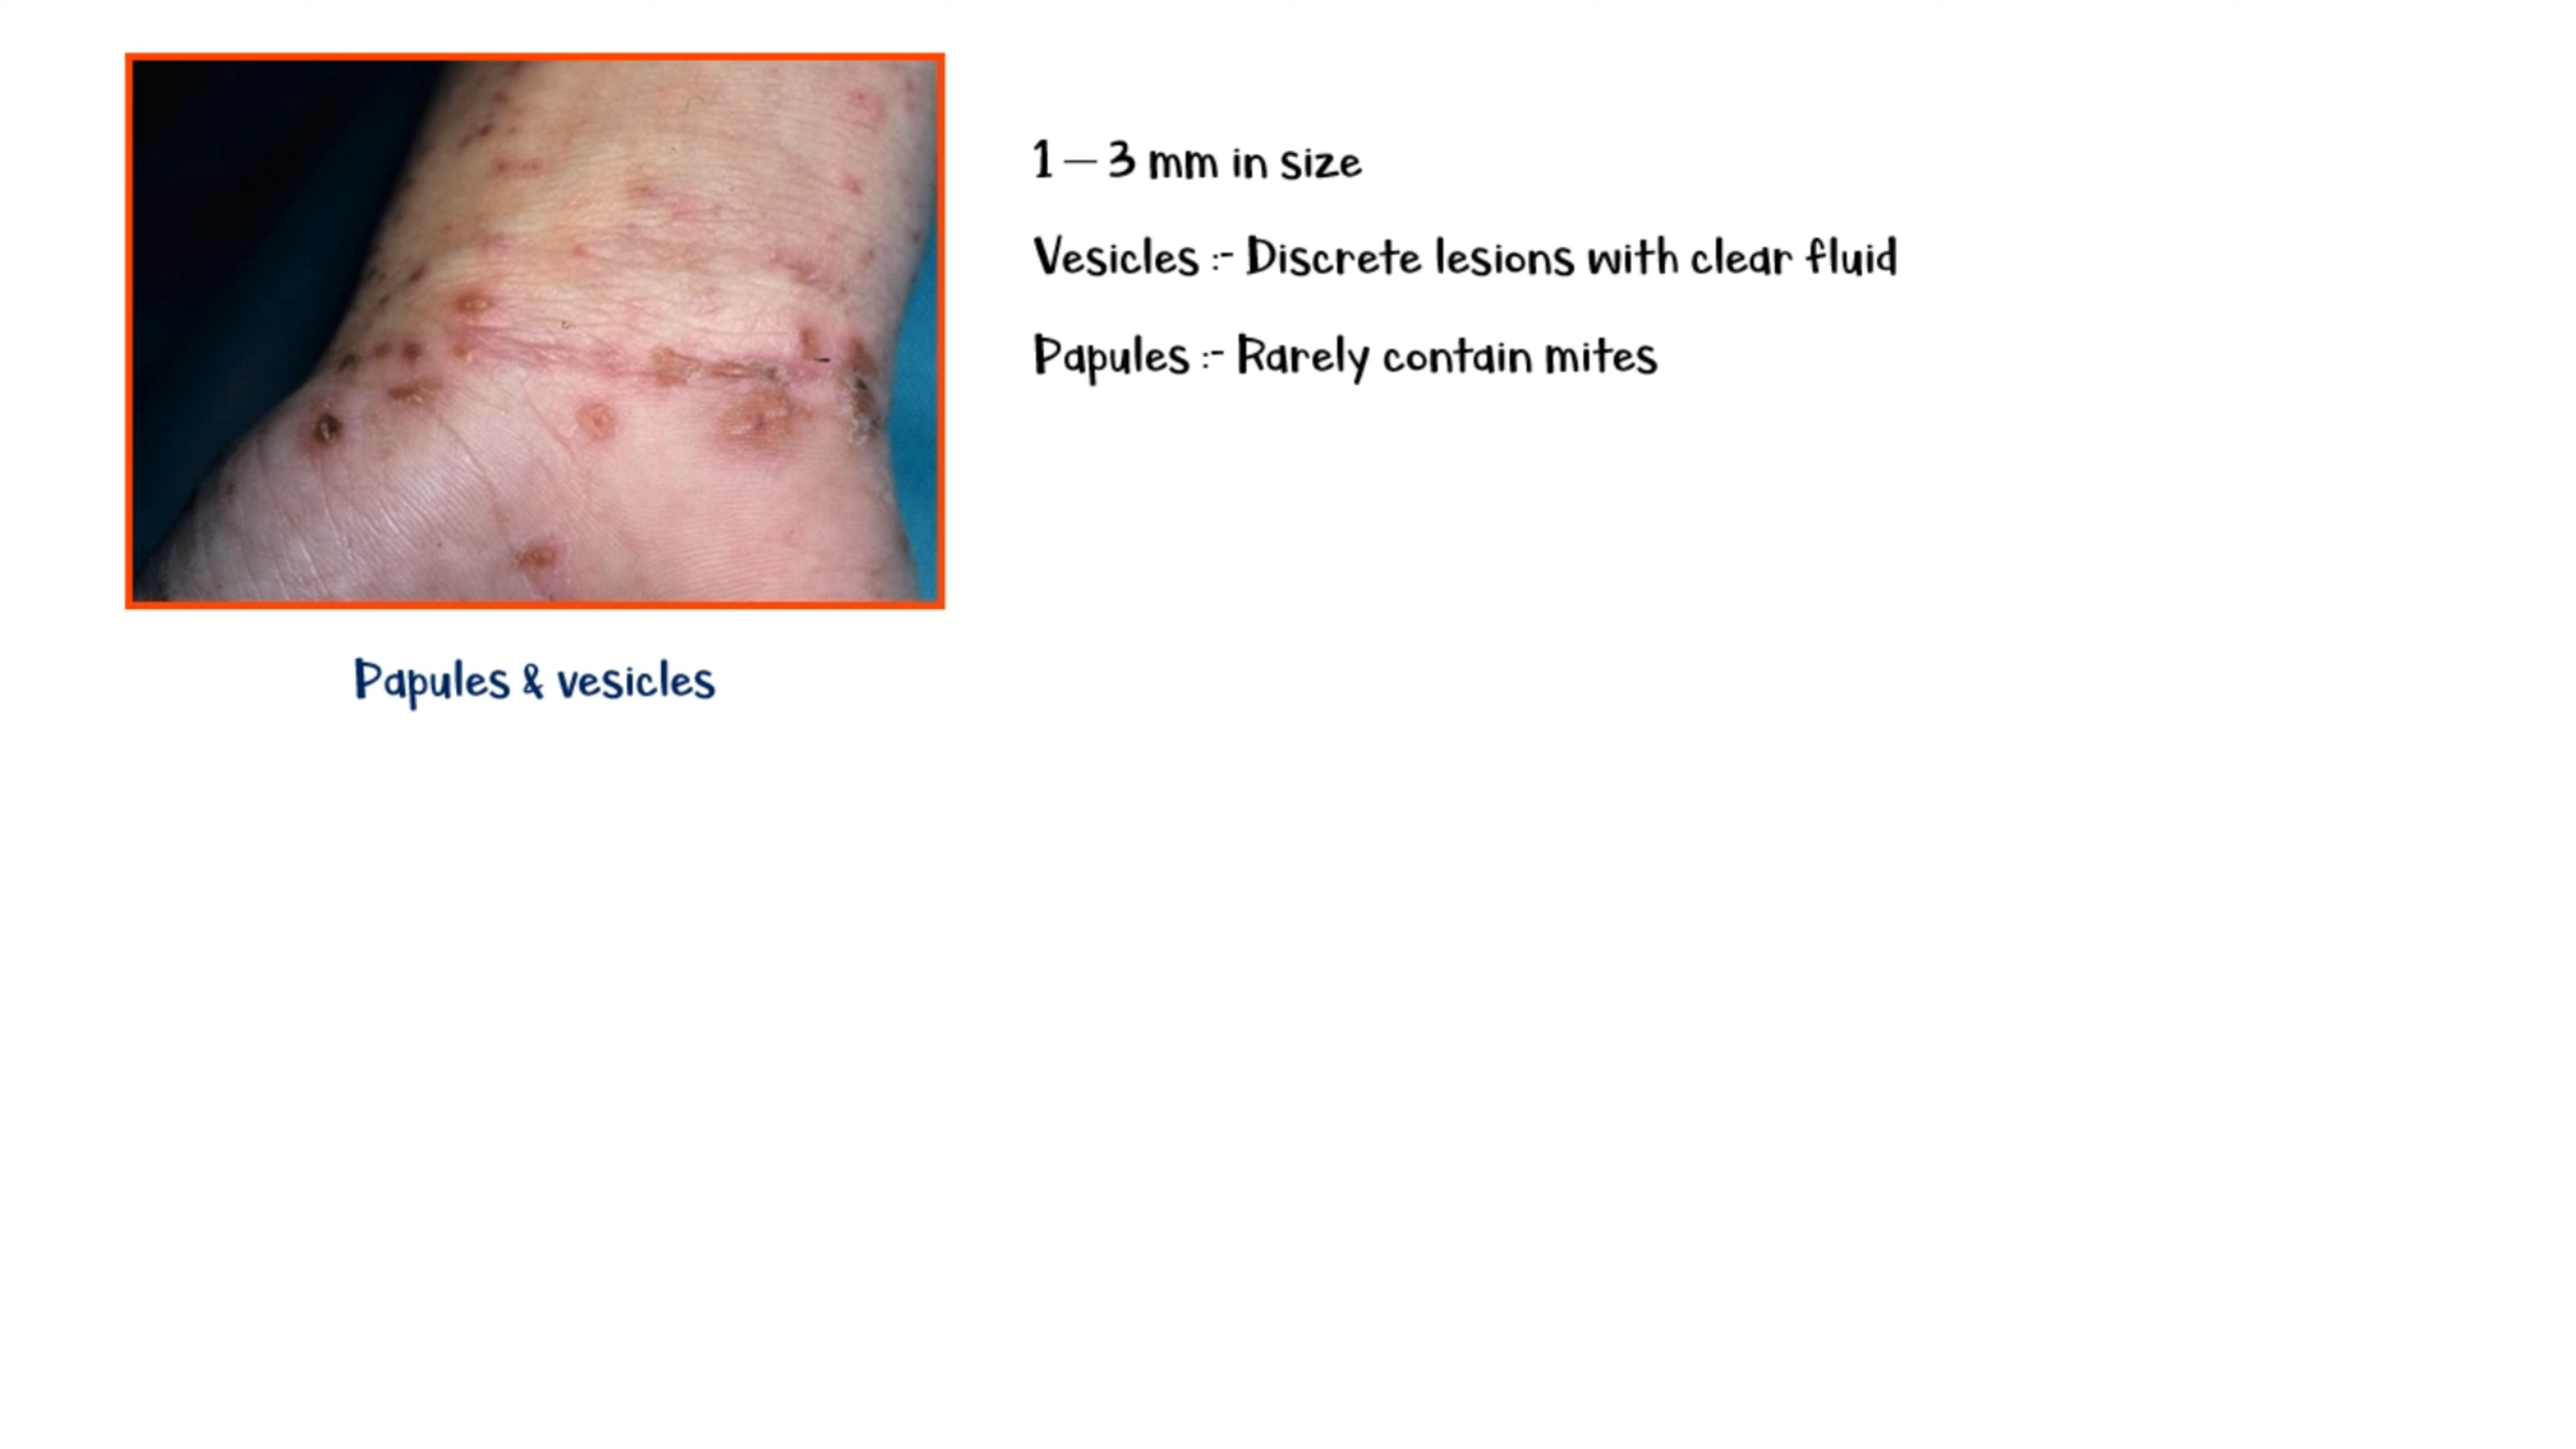 1 – 3 mm in size
Vesicles :- Discrete lesions with clear fluid
Papules :- Rarely contain mites
Papules & vesicles